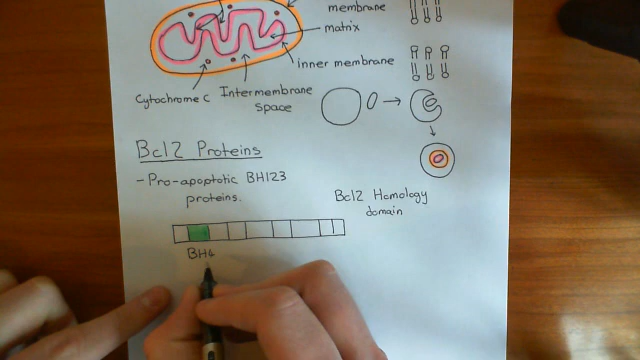 membrane
matrix
inner membrane
Cytochrome c
Intermembrane
Space
Bcl2 Proteins
- Pro-apoptotic BH123
proteins.
Bcl2 Homology
domain
BH4